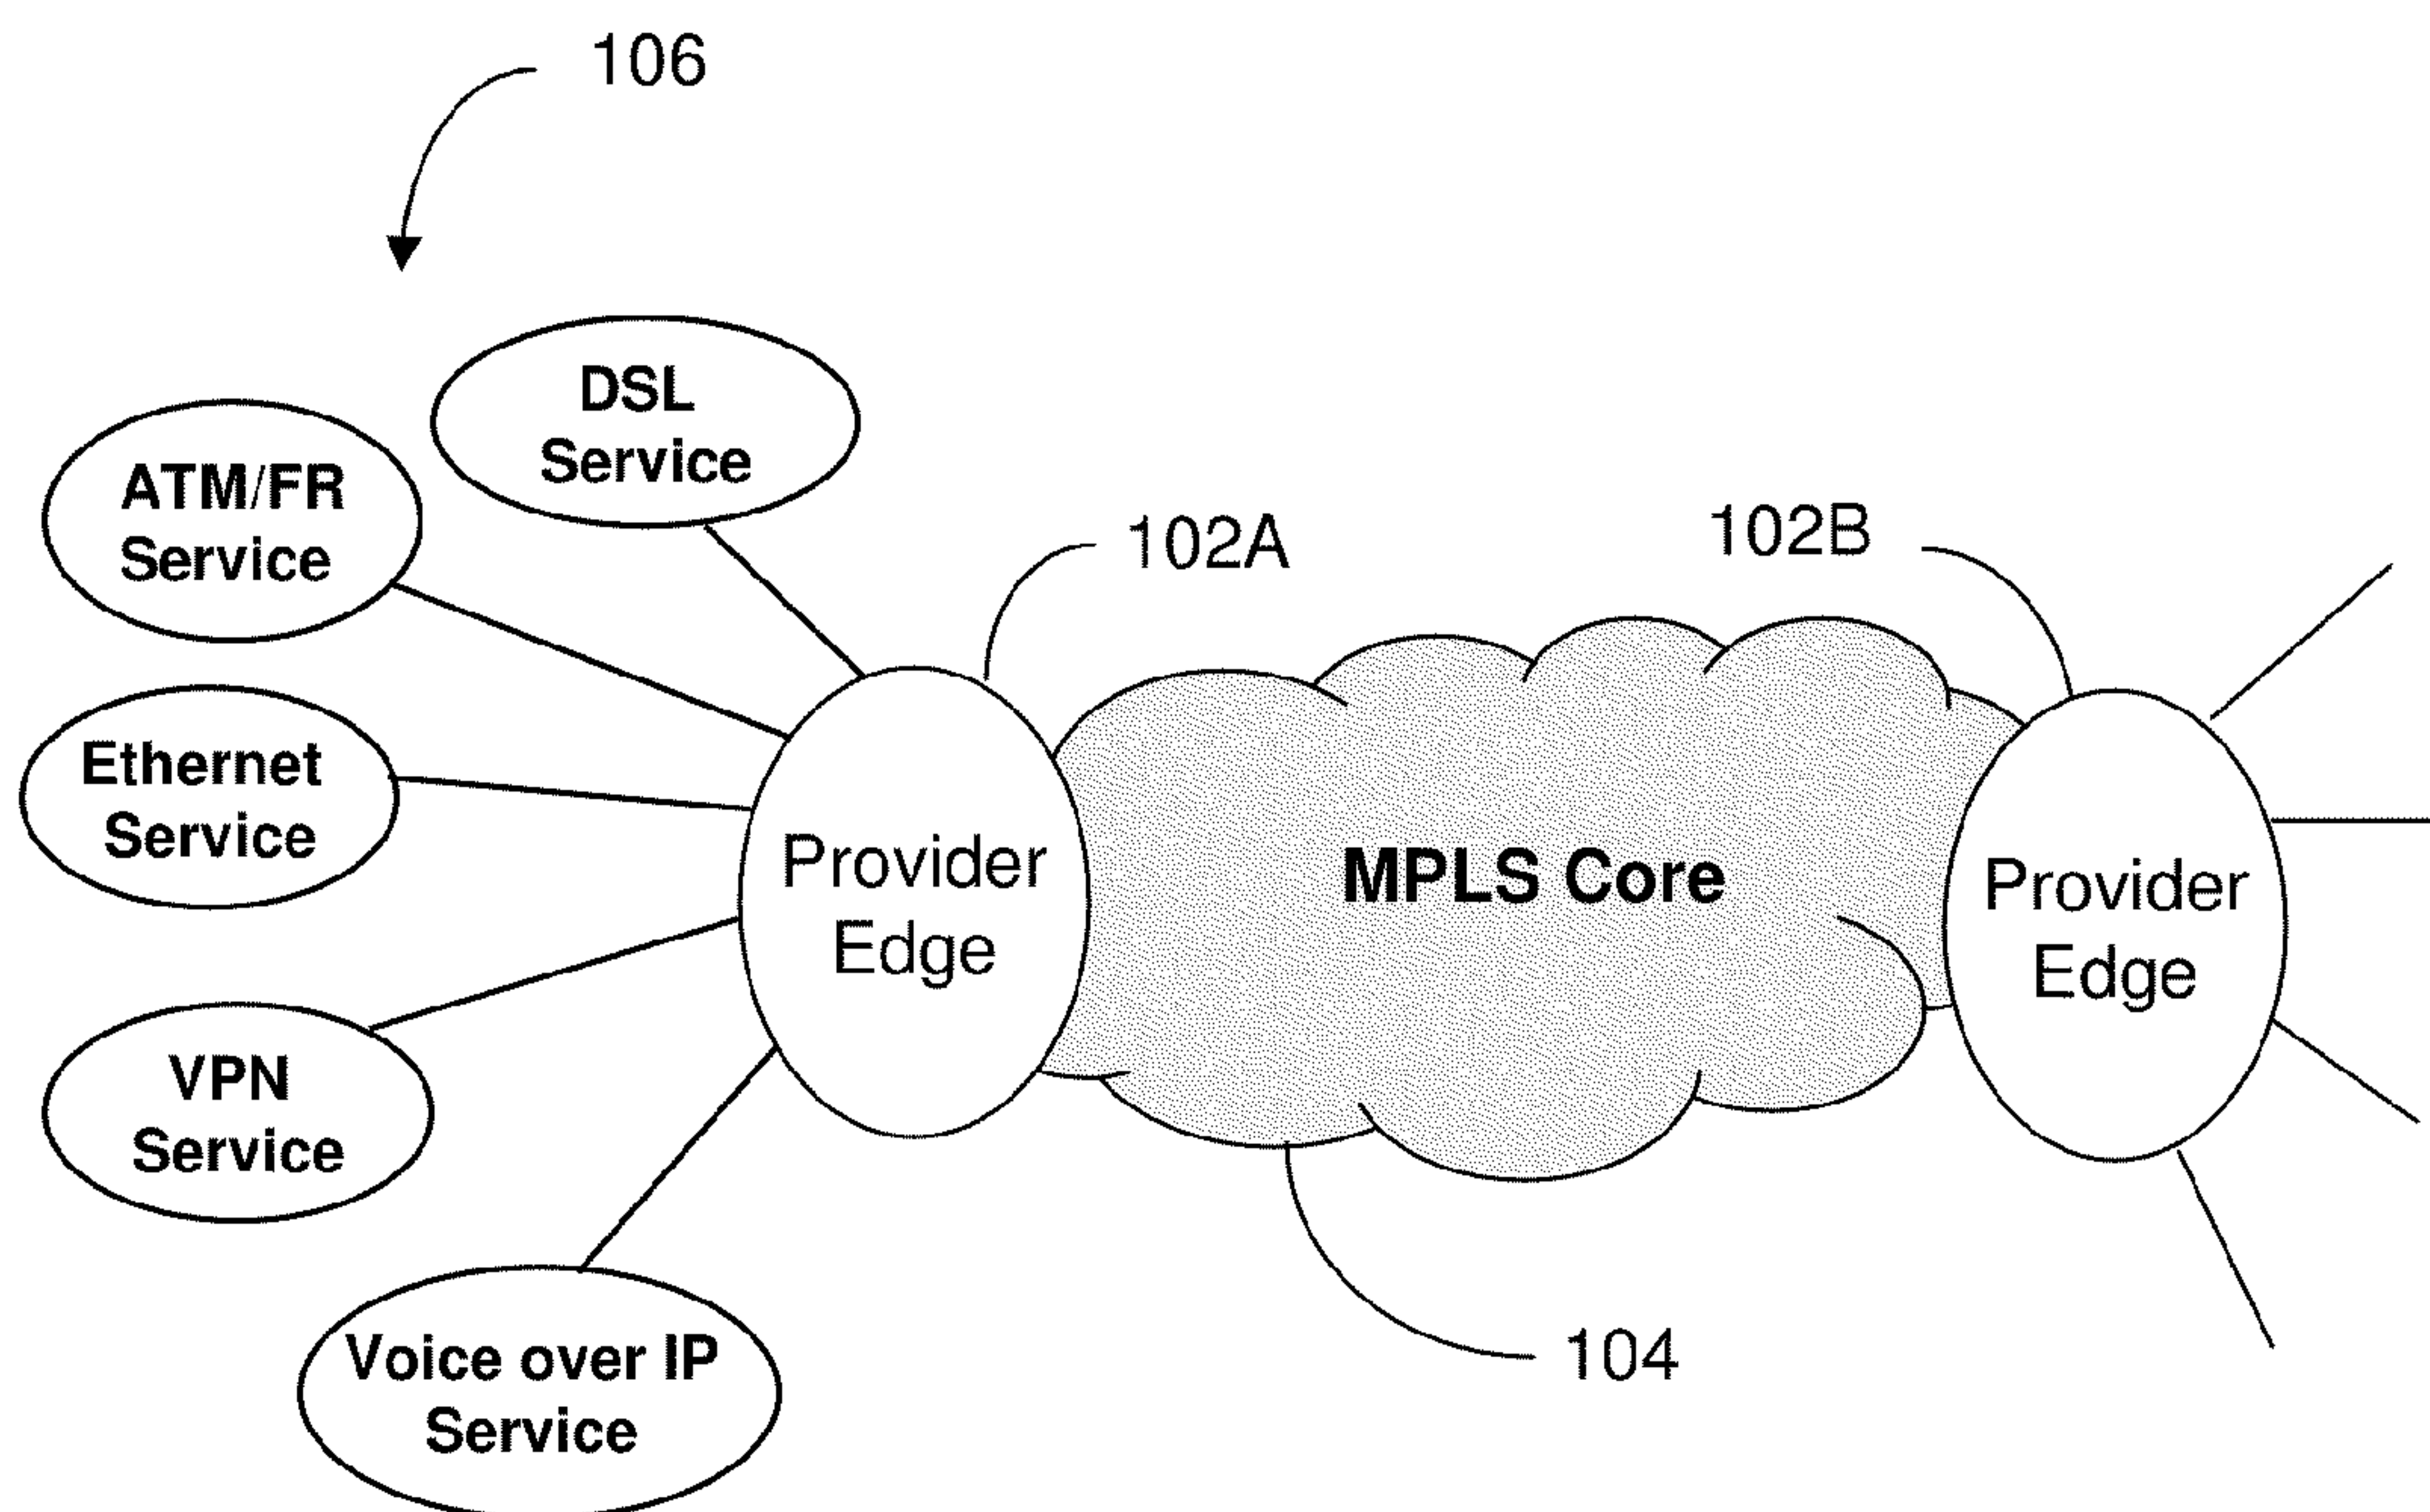 106
DSL
Service
ATM/FR
Service
102A
102B
Ethernet
Service
Provider
Edge
MPLS Core
Provider
Edge
VPN
Service
Voice over IP
Service
104